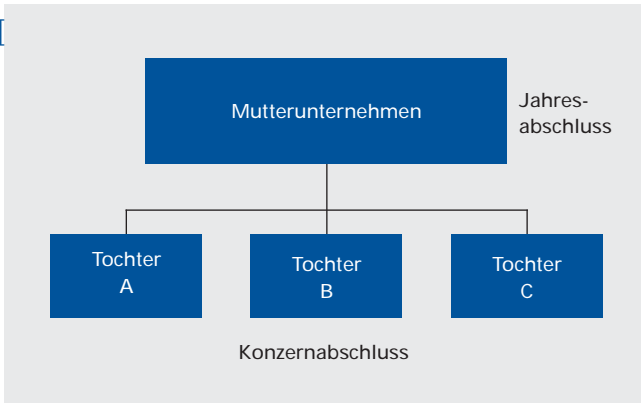 Mutterunternehmen
Jahres-
abschluss
Tochter
A
Tochter
B
Tochter
C
Konzernabschluss